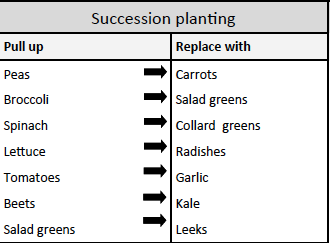 Succession planting
Pull up Replace with
Peas Carrots
Broccoli Salad greens
Spinach Collard greens
Lettuce Radishes
Tomatoes Garlic
Beets Kale
Salad greens Leeks